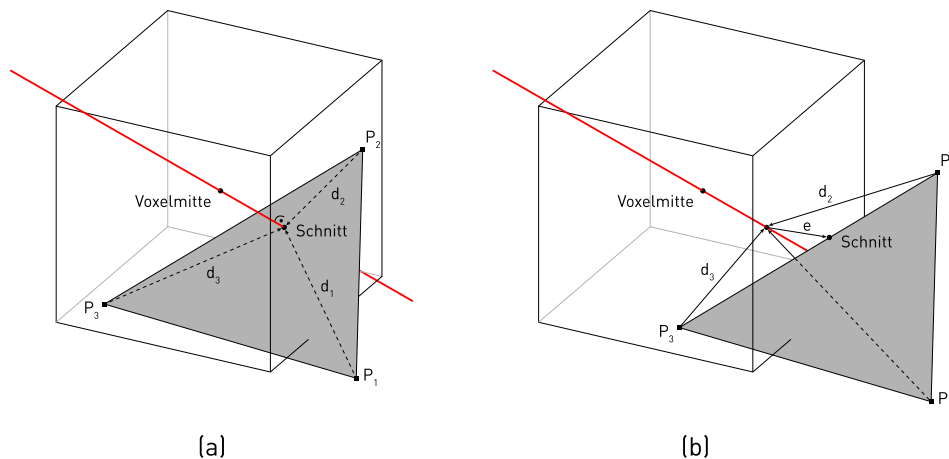 P₂
Voxelmitte
d₂
Schnitt
d₃
d₁
P₃
P₁
(a)
P
d₂
Voxelmitte
e
Schnitt
d₃
P₃
P
(b)